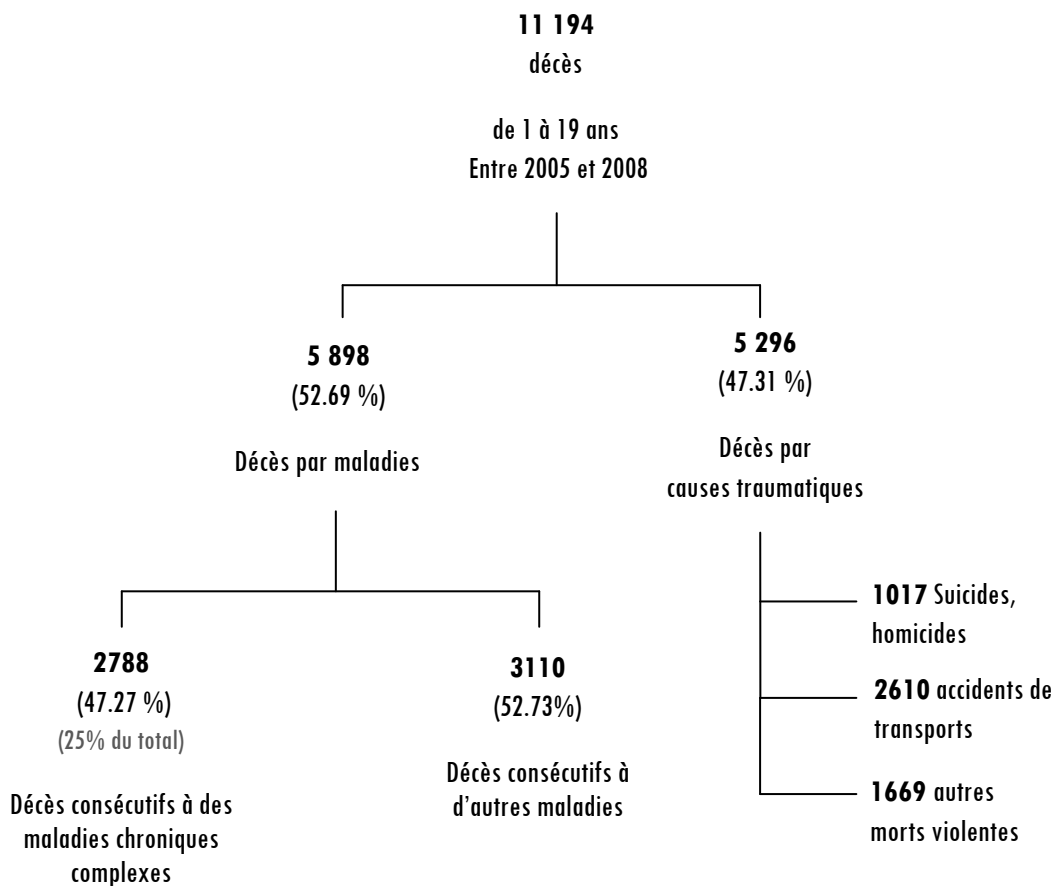 11 194
décès
de 1 à 19 ans
Entre 2005 et 2008
5 898
(52.69 %)
Décès par maladies
5 296
(47.31 %)
Décès par
causes traumatiques
2788
(47.27 %)
(25% du total)
Décès consécutifs à des
maladies chroniques
complexes
3110
(52.73%)
Décès consécutifs à
d'autres maladies
1017 Suicides,
homicides
2610 accidents de
transports
1669 autres
morts violentes